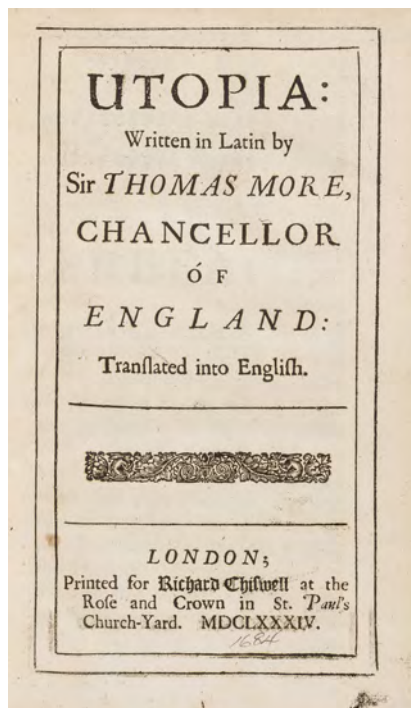 UTOPIA:
Written in Latin by
Sir THOMAS MORE,
CHANCELLOR
Ó F
ENGLAND:
Tranſlated into Engliſh.
LONDON;
Printed for Richard Chiſwell at the
Roſe and Crown in St. Paul's
Church-Yard. MDCLXXXIV.
1684